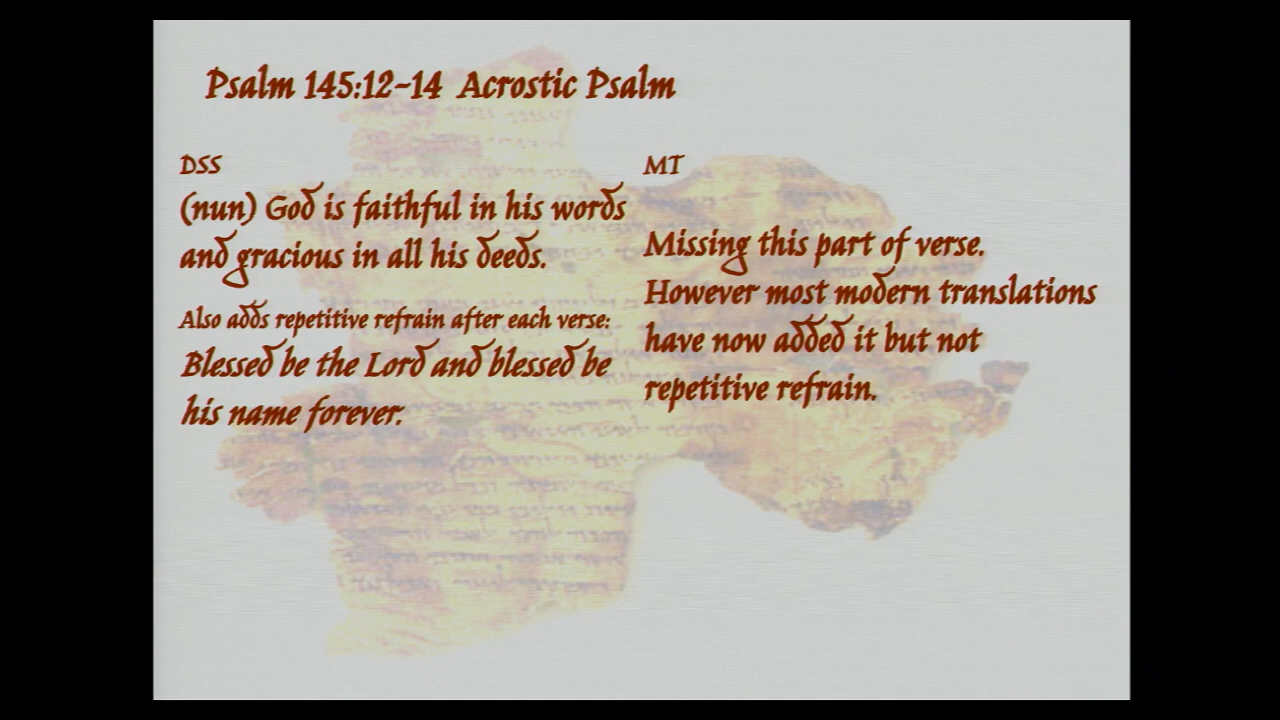 Psalm 145:12-14 Acrostic Psalm
DSS
(nun) God is faithful in his words
and gracious in all his deeds.
Also adds repetitive refrain after each verse:
Blessed be the Lord and blessed be
his name forever.
MT
Missing this part of verse.
However most modern translations
have now added it but not
repetitive refrain.